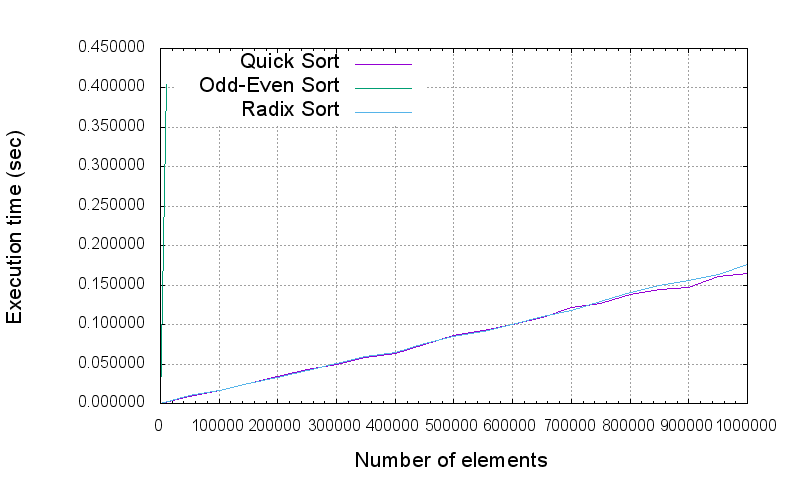 0.450000
Quick Sort
0.400000
Odd-Even Sort
Radix Sort
0.350000
0.300000
0.250000
0.200000
0.150000
0.100000
0.050000
0.000000
Execution time (sec)
0 100000 200000 300000 400000 500000 600000 700000 800000 900000 1000000
Number of elements